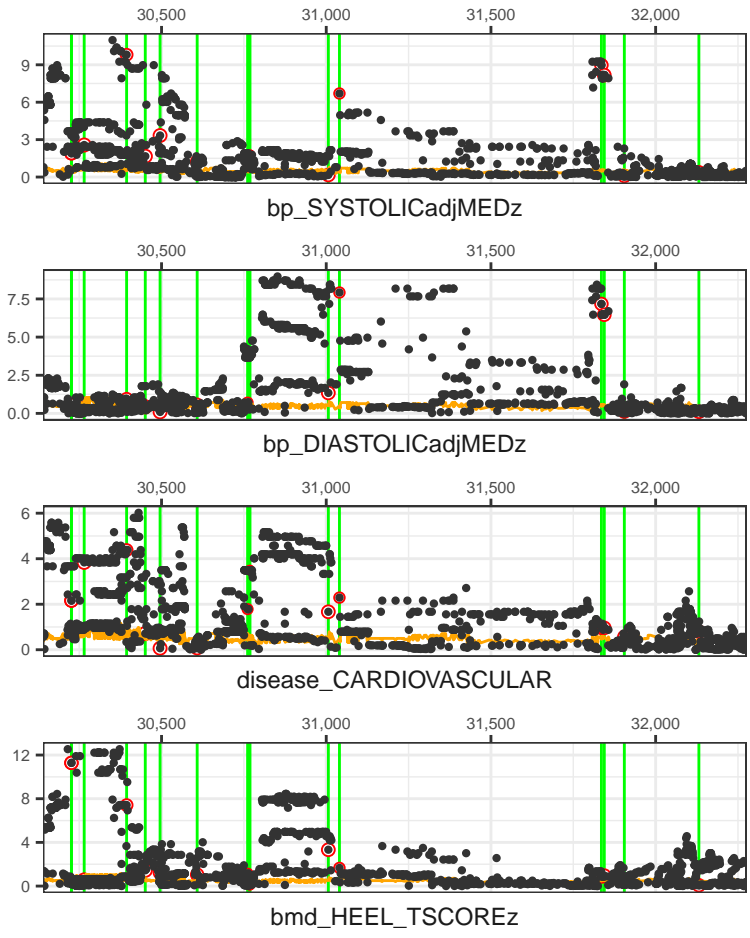 30,500 31,000 31,500 32,000
9
6
3
0
bp_SYSTOLICadjMEDz
30,500 31,000 31,500 32,000
7.5
5.0
2.5
0.0
bp_DIASTOLICadjMEDz
30,500 31,000 31,500 32,000
6
4
2
0
disease_CARDIOVASCULAR
30,500 31,000 31,500 32,000
12
8
4
0
bmd_HEEL_TSCOREz